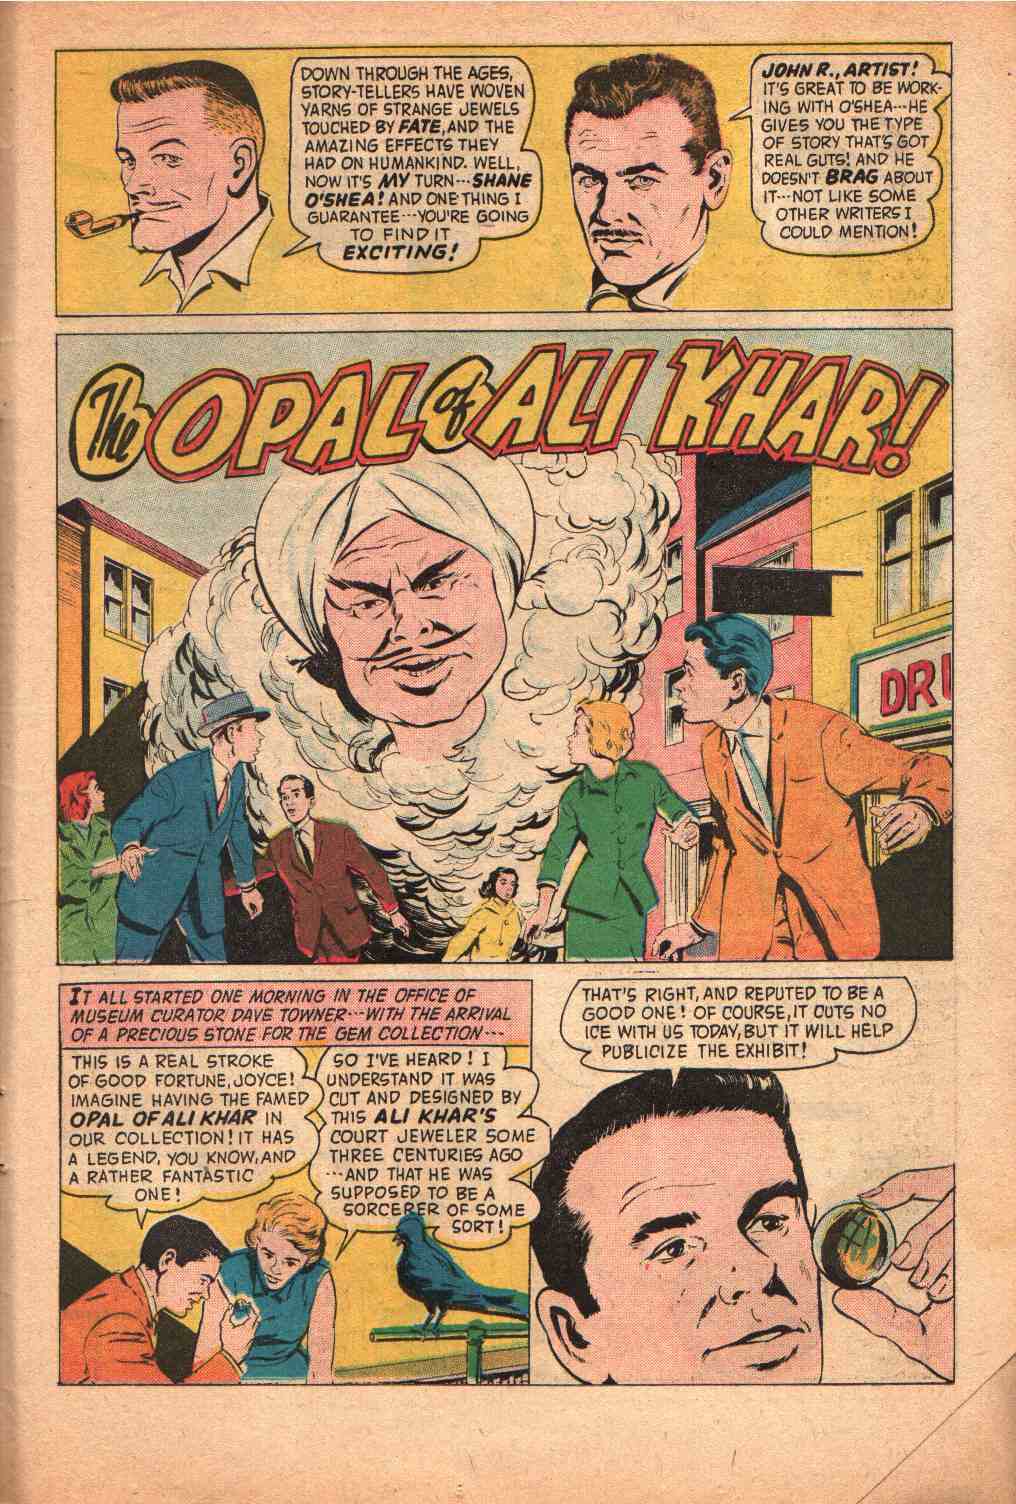 DOWN THROUGH THE AGES,
STORY-TELLERS HAVE WOVEN
YARNS OF STRANGE JEWELS
TOUCHED BY FATE, AND THE
AMAZING EFFECTS THEY
HAD ON HUMANKIND. WELL,
NOW IT'S MY TURN---SHANE
O'SHEA! AND ONE THING I
GUARANTEE---YOU'RE GOING
TO FIND IT
EXCITING!
JOHN R., ARTIST!
IT'S GREAT TO BE WORK-
ING WITH O'SHEA---HE
GIVES YOU THE TYPE
OF STORY THAT'S GOT
REAL GUTS! AND HE
DOESN'T BRAG ABOUT
IT---NOT LIKE SOME
OTHER WRITERS I
COULD MENTION!
The OPAL of ALI KHAR!
DRU
IT ALL STARTED ONE MORNING IN THE OFFICE OF
MUSEUM CURATOR DAVE TOWNER---WITH THE ARRIVAL
OF A PRECIOUS STONE FOR THE GEM COLLECTION---
THIS IS A REAL STROKE
OF GOOD FORTUNE, JOYCE!
IMAGINE HAVING THE FAMED
OPAL OF ALI KHAR IN
OUR COLLECTION! IT HAS
A LEGEND, YOU KNOW, AND
A RATHER FANTASTIC
ONE!
SO I'VE HEARD! I
UNDERSTAND IT WAS
CUT AND DESIGNED BY
THIS ALI KHAR'S
COURT JEWELER SOME
THREE CENTURIES AGO
---AND THAT HE WAS
SUPPOSED TO BE A
SORCERER OF SOME
SORT!
THAT'S RIGHT, AND REPUTED TO BE A
GOOD ONE! OF COURSE, IT CUTS NO
ICE WITH US TODAY, BUT IT WILL HELP
PUBLICIZE THE EXHIBIT!